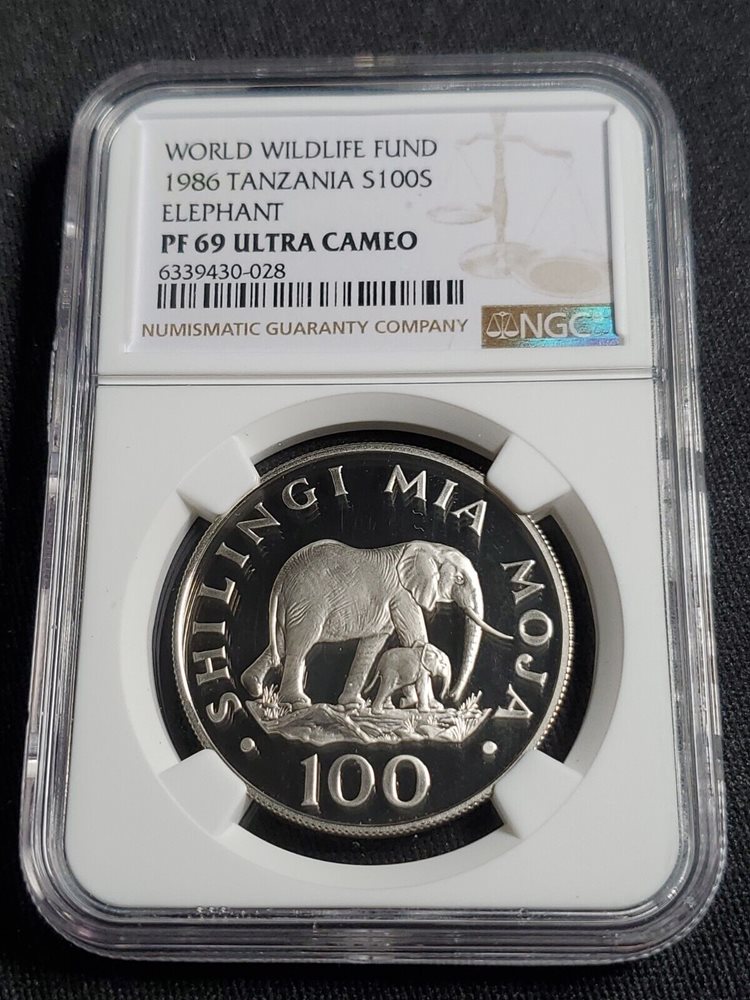 WORLD WILDLIFE FUND
1986 TANZANIA S100S
ELEPHANT
PF 69 ULTRA CAMEO
6339430-028
NUMISMATIC GUARANTY COMPANY
NGC
SHILINGI MIA MOJA
100